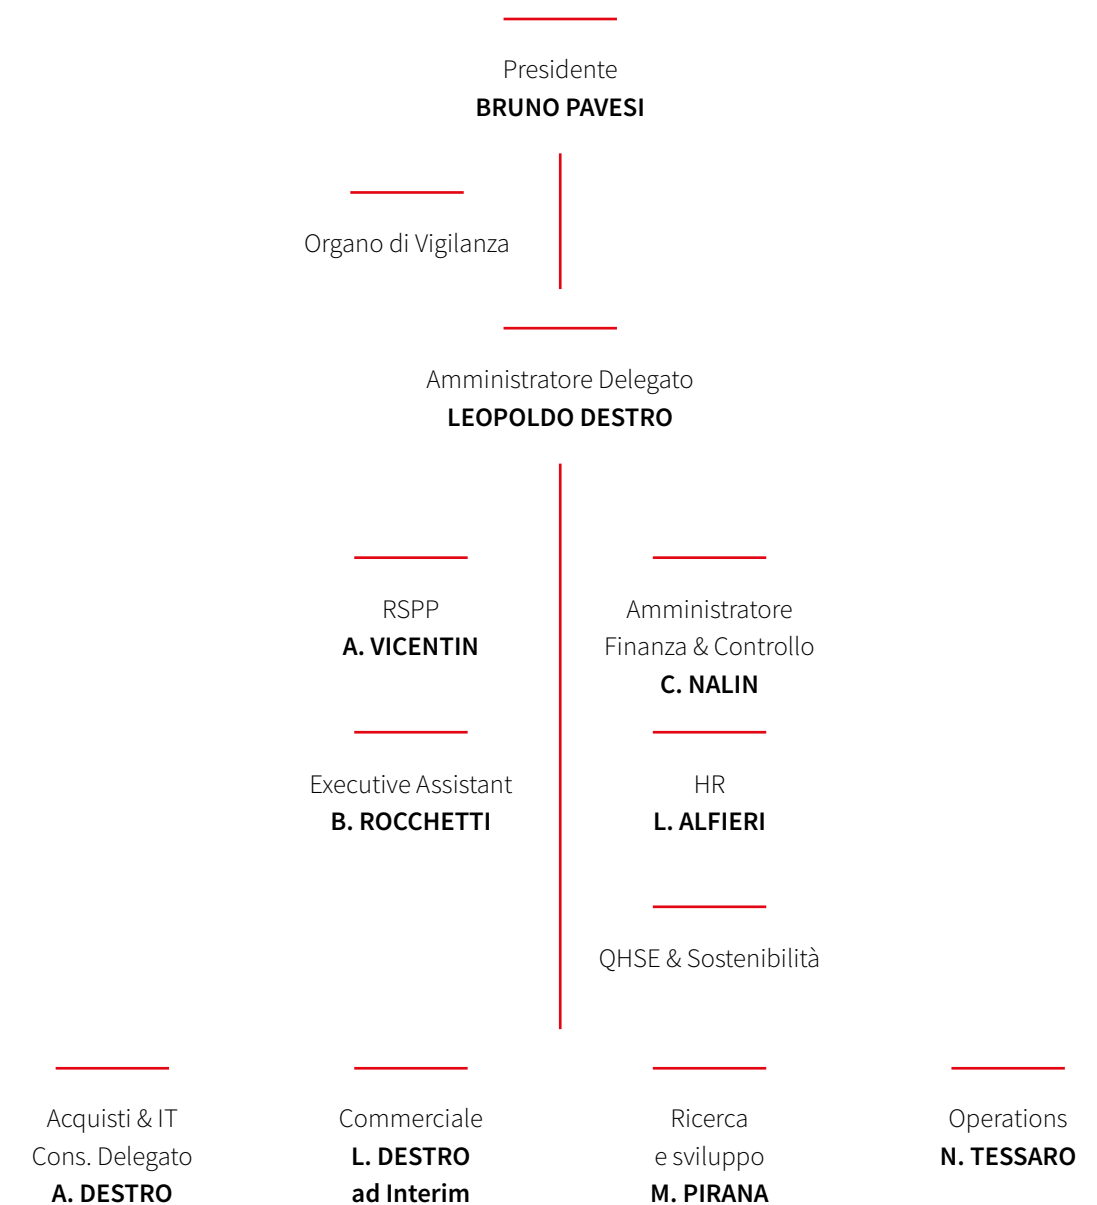 Presidente
BRUNO PAVESI
Organo di Vigilanza
Amministratore Delegato
LEOPOLDO DESTRO
RSPP
A. VICENTIN
Amministratore
Finanza & Controllo
C. NALIN
Executive Assistant
B. ROCCHETTI
HR
L. ALFIERI
QHSE & Sostenibilità
Acquisti & IT
Cons. Delegato
A. DESTRO
Commerciale
L. DESTRO
ad Interim
Ricerca
e sviluppo
M. PIRANA
Operations
N. TESSARO